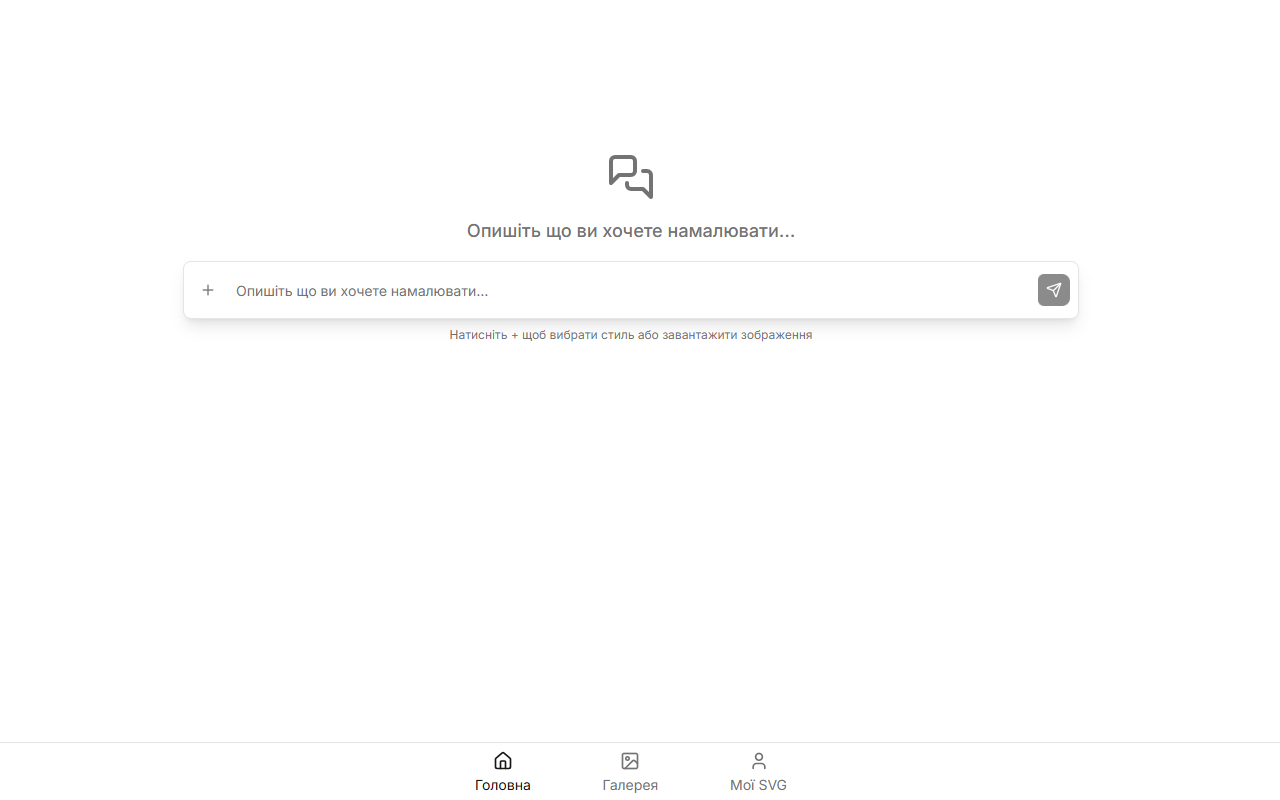 Опишіть що ви хочете намалювати...
Опишіть що ви хочете намалювати...
Натисніть + щоб вибрати стиль або завантажити зображення
Головна
Галерея
Мої SVG